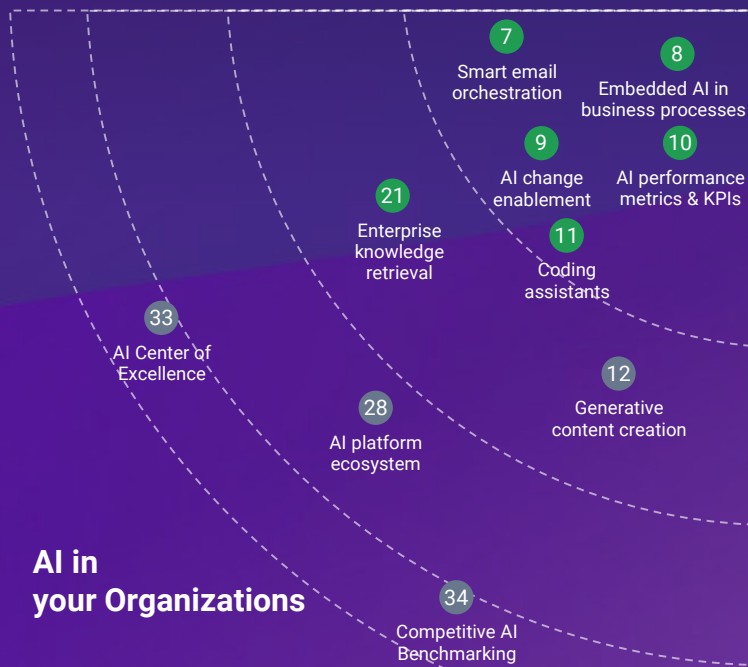 7
Smart email
orchestration
8
Embedded AI in
business processes
9
AI change
enablement
10
AI performance
metrics & KPIs
21
Enterprise
knowledge
retrieval
11
Coding
assistants
33
AI Center of
Excellence
12
Generative
content creation
28
AI platform
ecosystem
AI in
your Organizations
34
Competitive AI
Benchmarking